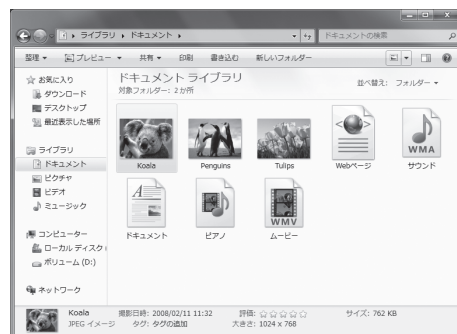 ライブラリ ▸ ドキュメント ▸
ドキュメントの検索
整理 ▼ プレビュー ▼ 共有 ▼ 印刷 書き込む 新しいフォルダー
お気に入り
ダウンロード
デスクトップ
最近表示した場所
ライブラリ
ドキュメント
ピクチャ
ビデオ
ミュージック
コンピューター
ローカル ディスク
ボリューム (D:)
ネットワーク
ドキュメント ライブラリ
対象フォルダー: 2か所
並べ替え: フォルダー ▼
Koala
Penguins
Tulips
Webページ
WMA
サウンド
ドキュメント
ピアノ
WMV
ムービー
Koala 撮影日時: 2008/02/11 11:32 評価: ☆☆☆☆☆ サイズ: 762 KB
JPEG イメージ タグ: タグの追加 大きさ: 1024 x 768